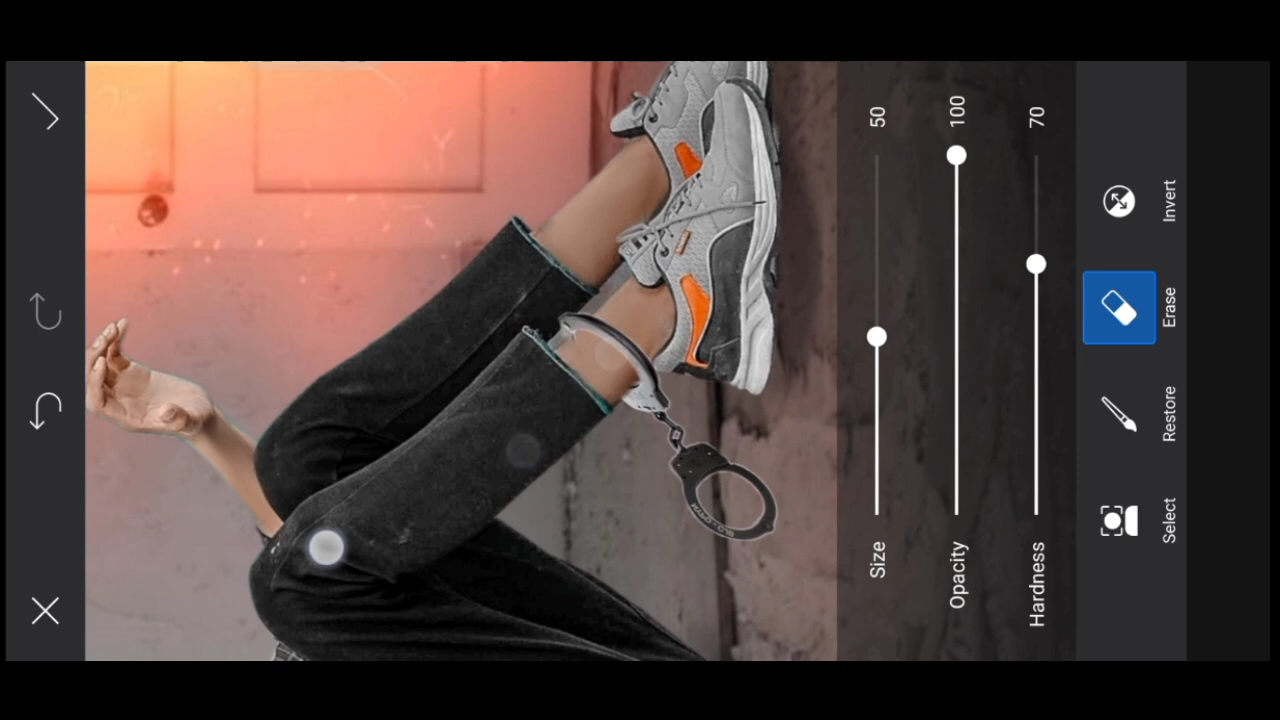 Size 50
Opacity 100
Hardness 70
Select
Restore
Erase
Invert